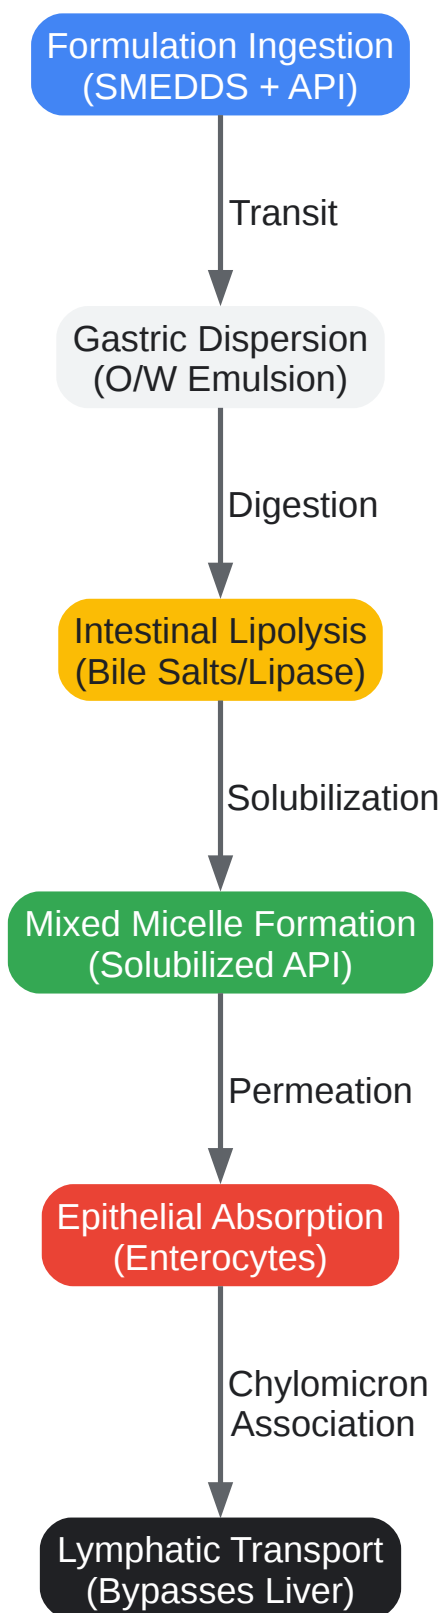 Formulation Ingestion
(SMEDDS + API)
Transit
Gastric Dispersion
(O/W Emulsion)
Digestion
Intestinal Lipolysis
(Bile Salts/Lipase)
Solubilization
Mixed Micelle Formation
(Solubilized API)
Permeation
Epithelial Absorption
(Enterocytes)
Chylomicron
Association
Lymphatic Transport
(Bypasses Liver)